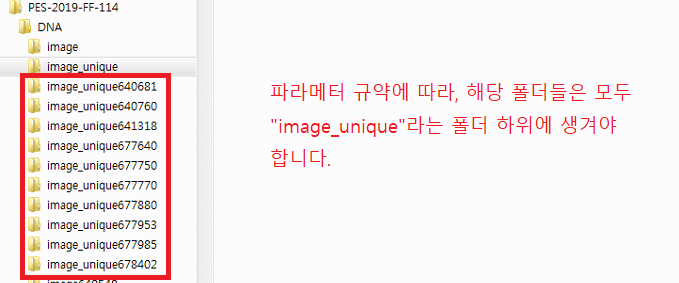 PES-2019-FF-114
DNA
image
image_unique
image_unique640681
image_unique640760
image_unique641318
image_unique677640
image_unique677750
image_unique677770
image_unique677880
image_unique677953
image_unique677985
image_unique678402
파라메터 규약에 따라, 해당 폴더들은 모두
"image_unique"라는 폴더 하위에 생겨야
합니다.